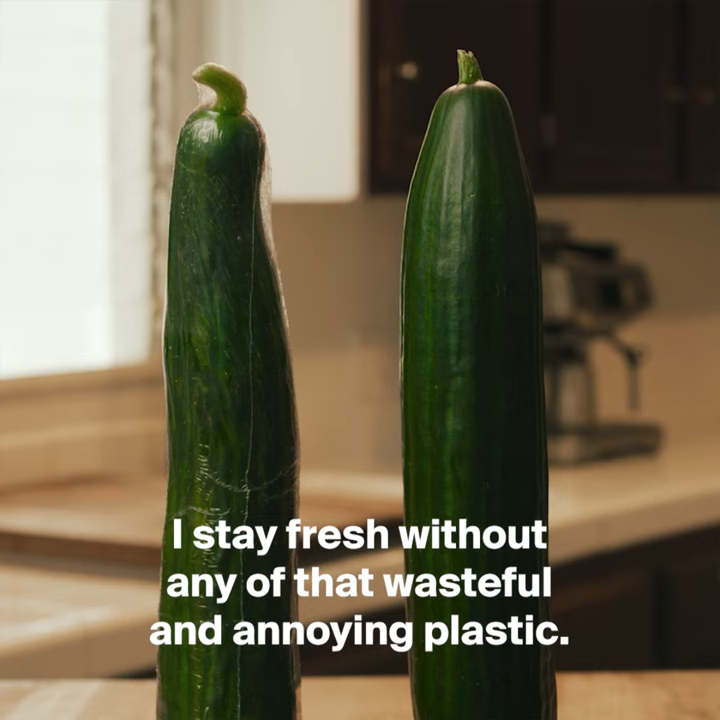 I stay fresh without
any of that wasteful
and annoying plastic.